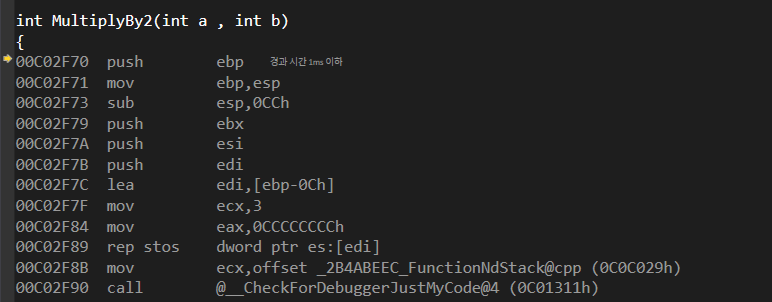 int MultiplyBy2(int a , int b)
{
00C02F70 push ebp 경과 시간 1ms 이하
00C02F71 mov ebp,esp
00C02F73 sub esp,0CCh
00C02F79 push ebx
00C02F7A push esi
00C02F7B push edi
00C02F7C lea edi,[ebp-0Ch]
00C02F7F mov ecx,3
00C02F84 mov eax,0CCCCCCCCh
00C02F89 rep stos dword ptr es:[edi]
00C02F8B mov ecx,offset _2B4ABEEC_FunctionNdStack@cpp (0C0C029h)
00C02F90 call @__CheckForDebuggerJustMyCode@4 (0C01311h)